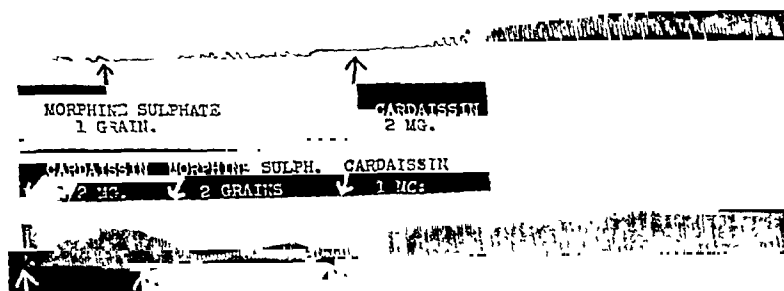 MORPHINE SULPHATE
1 GRAIN.
CARDAISSIN
2 MG.
CARDAISSIN MORPHINE SULPH. CARDAISSIN
2 MG. 2 GRAINS 1 MG: